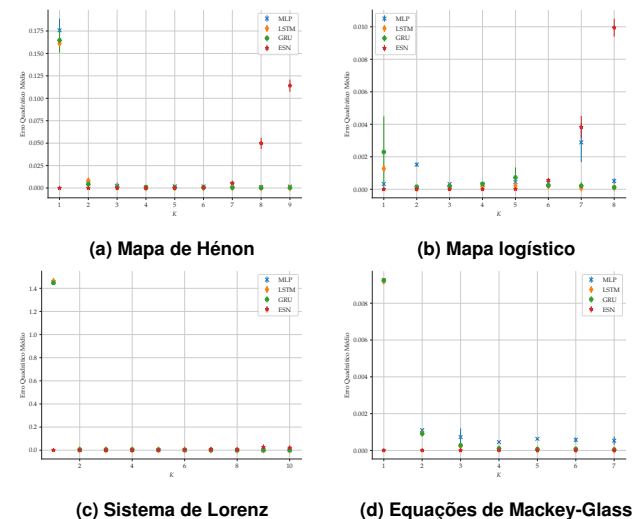 0.175
0.150
0.125
0.100
0.075
0.050
0.025
0.000
Erro Quadrático Médio
1 2 3 4 5 6 7 8 9
K
MLP
LSTM
GRU
ESN
(a) Mapa de Hénon
0.010
0.008
0.006
0.004
0.002
0.000
Erro Quadrático Médio
1 2 3 4 5 6 7 8
K
MLP
LSTM
GRU
ESN
(b) Mapa logístico
1.4
1.2
1.0
0.8
0.6
0.4
0.2
0.0
Erro Quadrático Médio
2 4 6 8 10
K
MLP
LSTM
GRU
ESN
(c) Sistema de Lorenz
0.008
0.006
0.004
0.002
0.000
Erro Quadrático Médio
1 2 3 4 5 6 7
K
MLP
LSTM
GRU
ESN
(d) Equações de Mackey-Glass